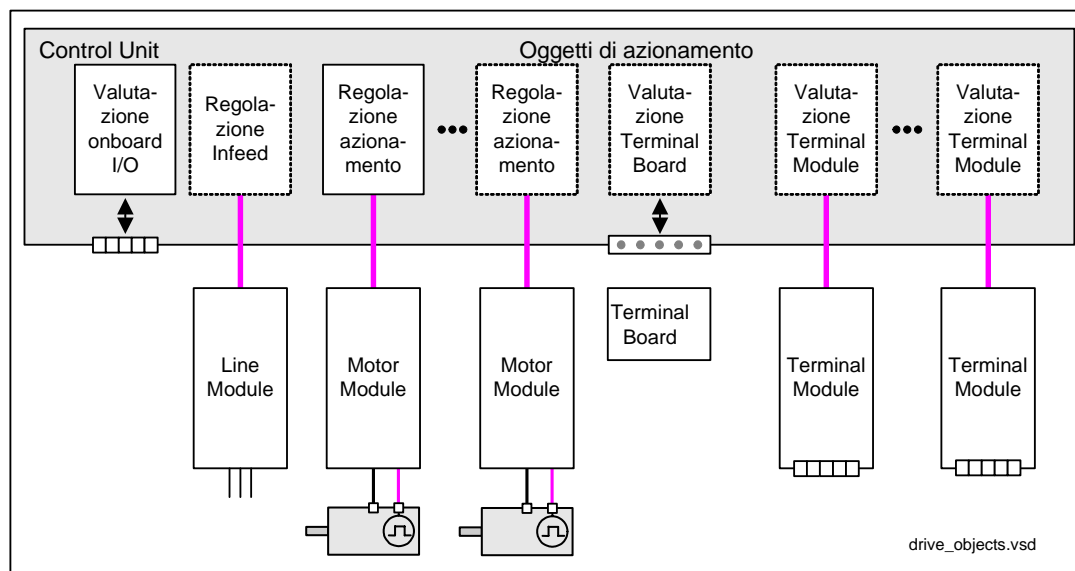 Control Unit
Oggetti di azionamento
Valuta-
zione
onboard
I/O
Regola-
zione
Infeed
Regola-
zione
aziona-
mento
Regola-
zione
aziona-
mento
Valuta-
zione
Terminal
Board
Valuta-
zione
Terminal
Module
Valuta-
zione
Terminal
Module
Line
Module
Motor
Module
Motor
Module
Terminal
Board
Terminal
Module
Terminal
Module
drive_objects.vsd